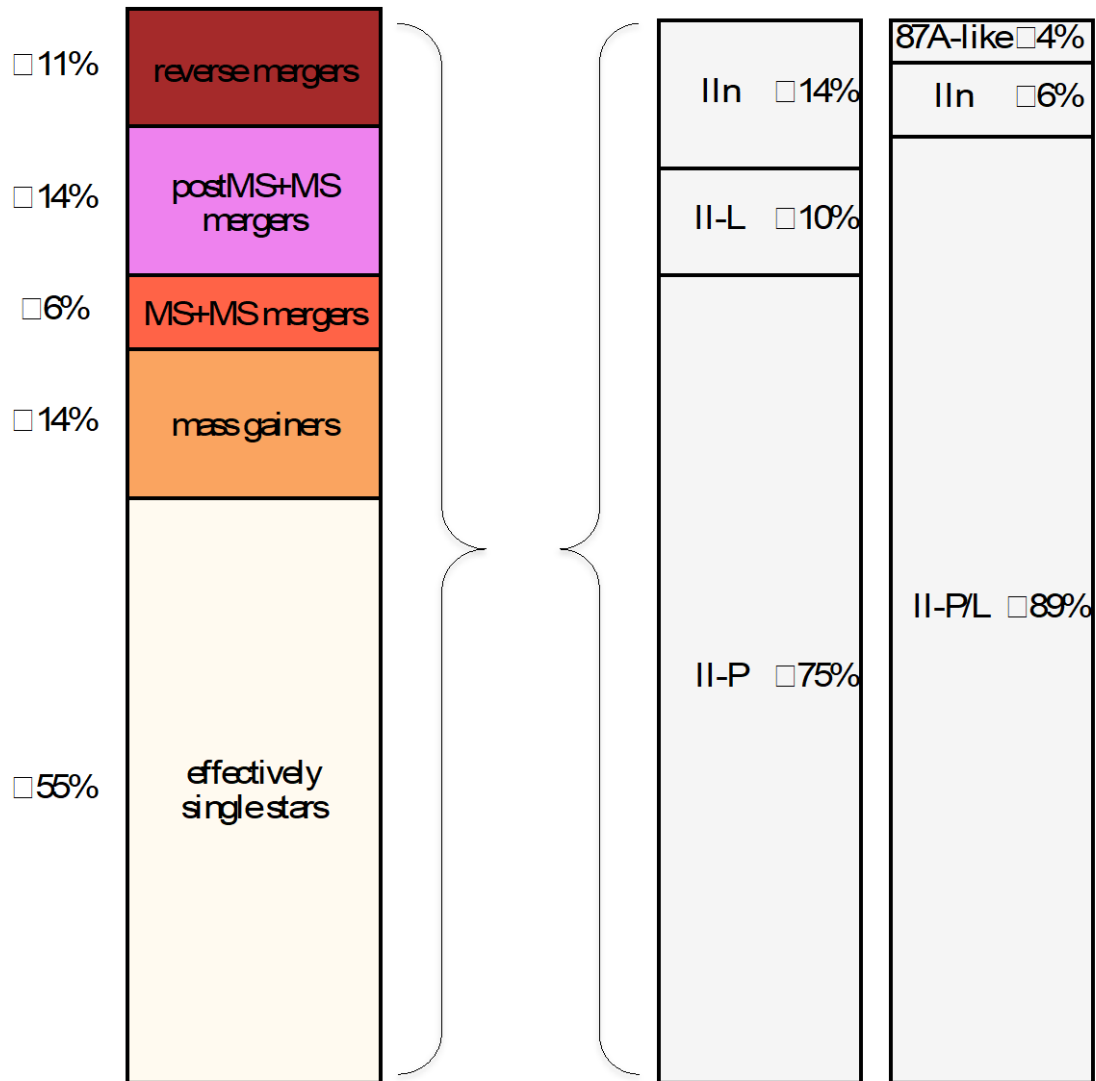 □11%
reverse mergers
□14%
postMS+MS
mergers
□6%
MS+MS mergers
□14%
mass gainers
□55%
effectively
single stars
IIn □14%
II-L □10%
II-P □75%
87A-like □4%
IIn □6%
II-P/L □89%